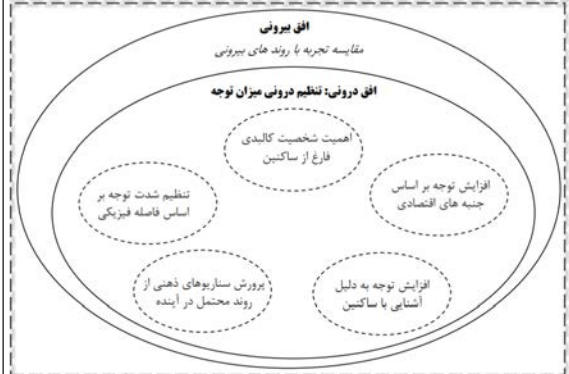 افق بیرونی
مقایسه تجربه با روند های بیرونی
افق درونی: تنظیم درونی میزان توجه
اهمیت شخصیت کالبدی
فارغ از ساکنین
افزایش توجه بر اساس
جنبه های اقتصادی
تنظیم شدت توجه بر
اساس فاصله فیزیکی
افزایش توجه به دلیل
آشنایی با ساکنین
پرورش سناریوهای ذهنی از
روند محتمل در آینده